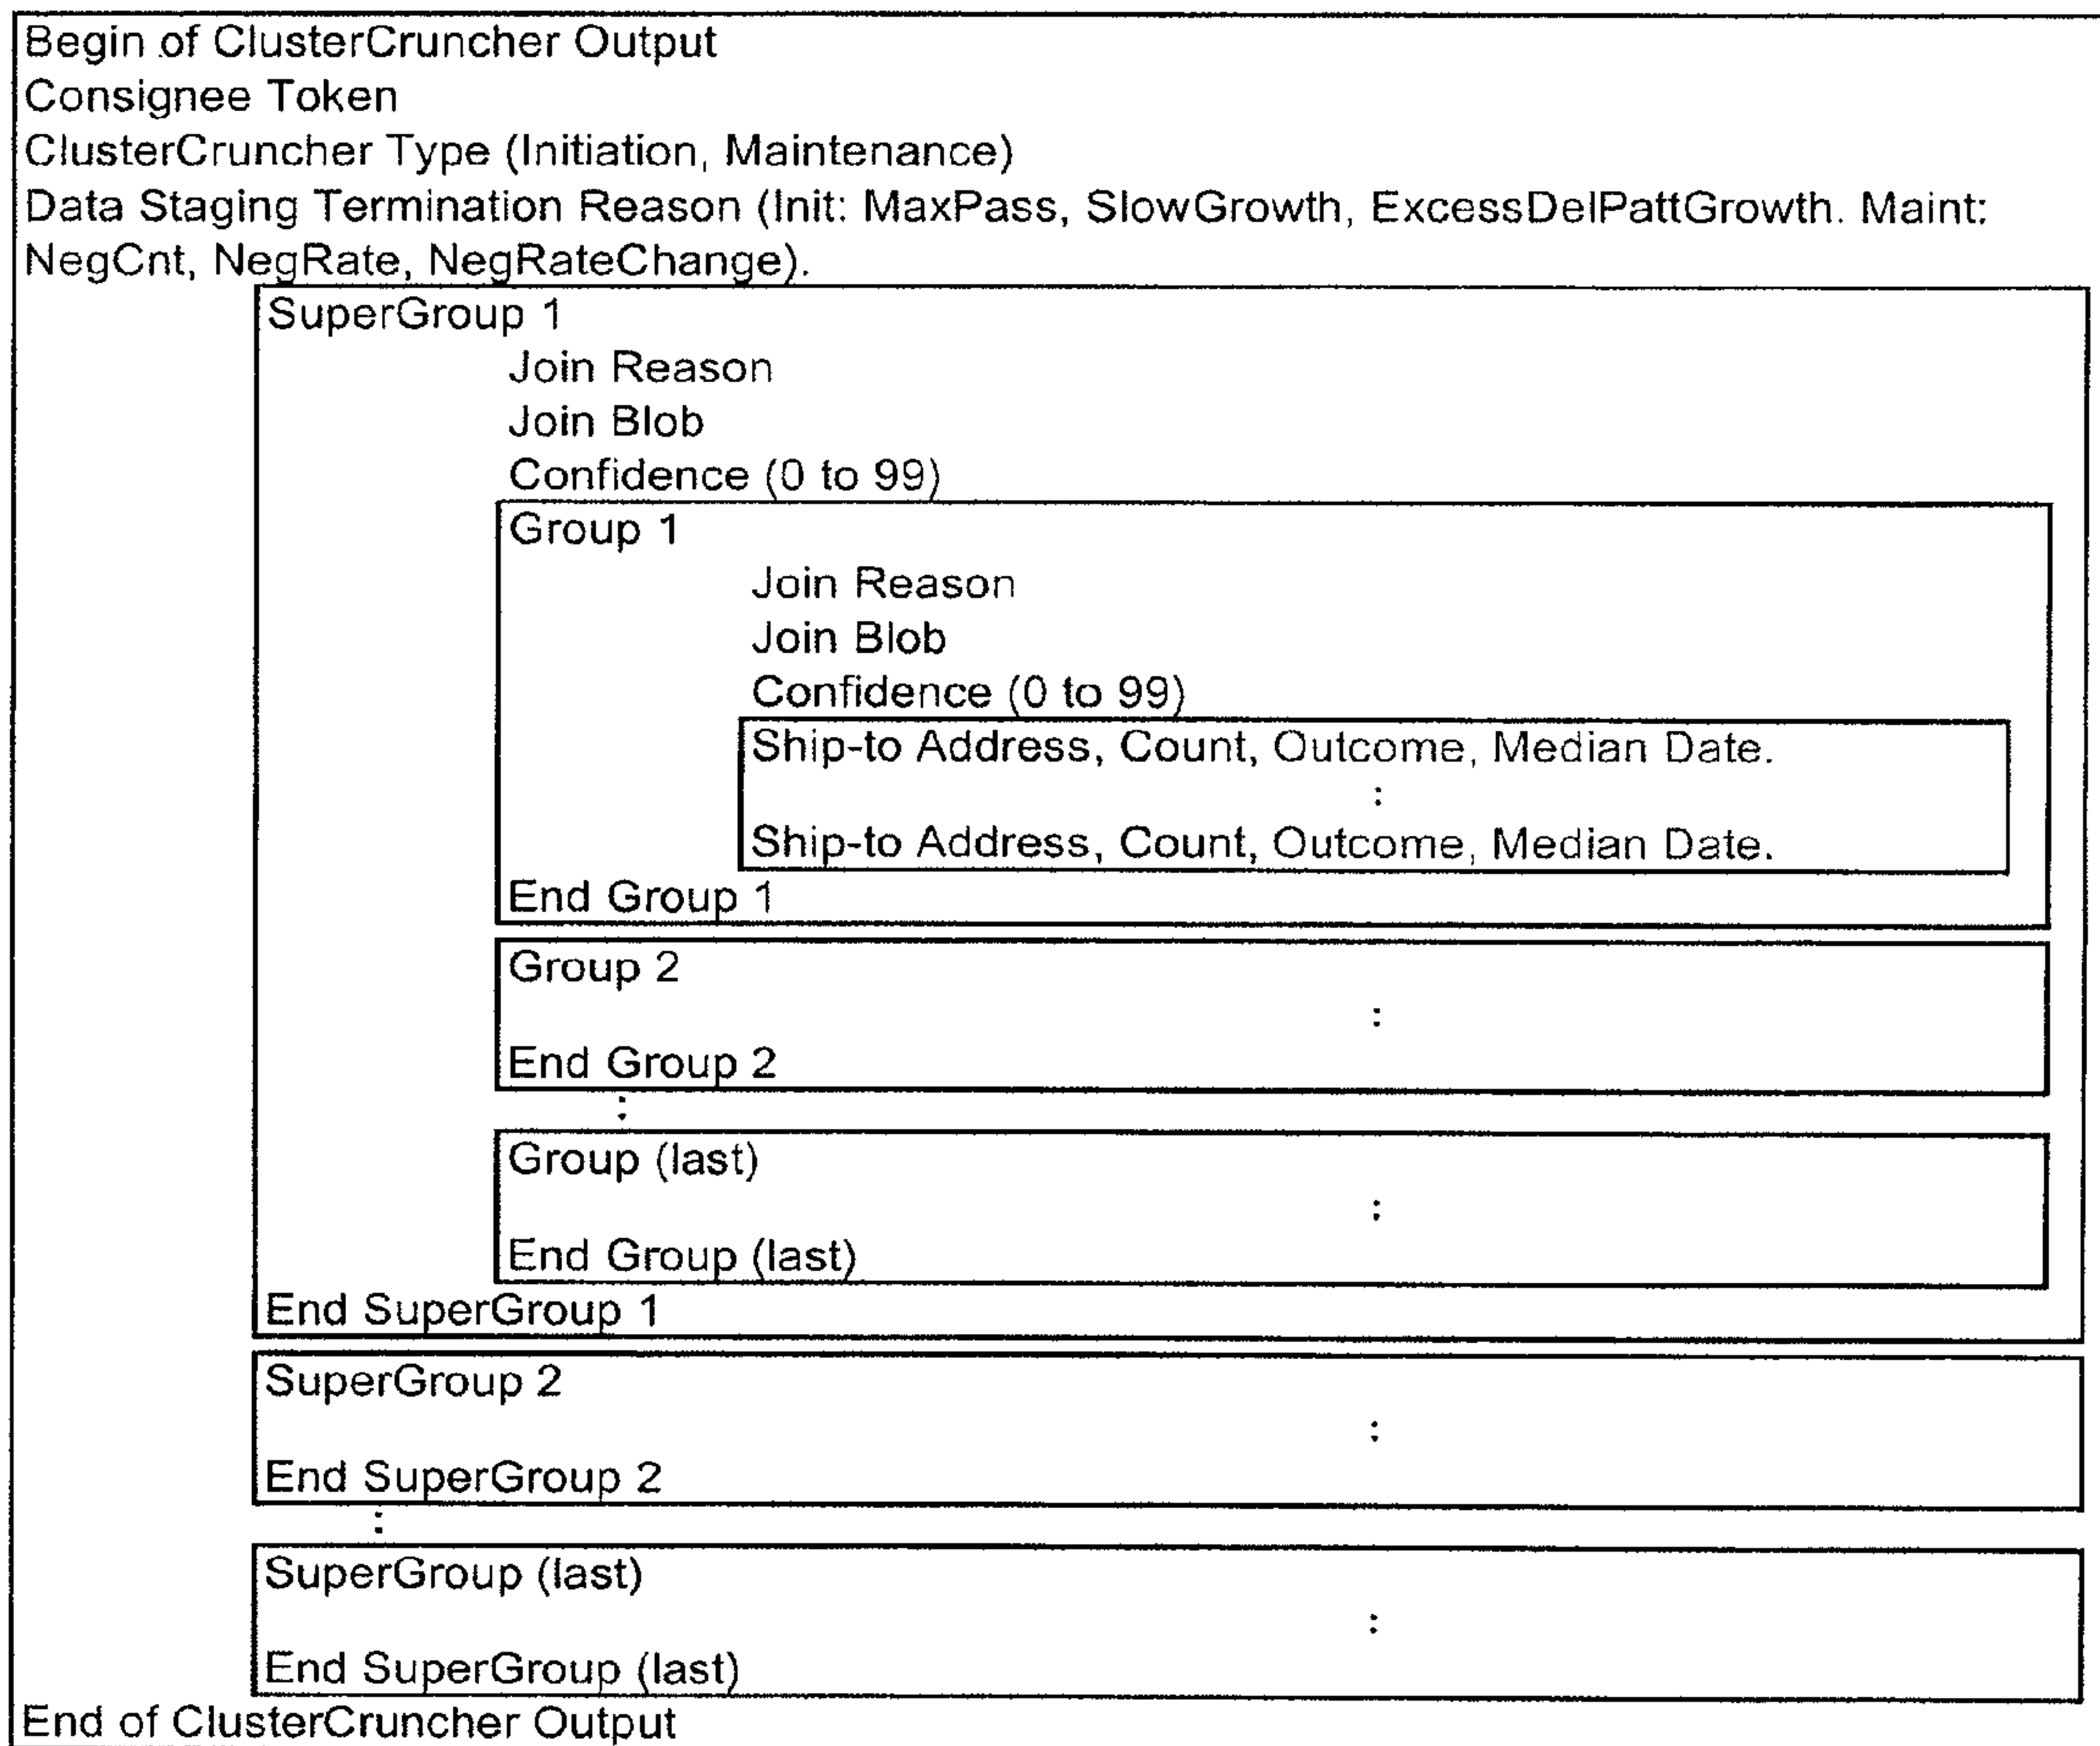 Begin of ClusterCruncher Output
Consignee Token
ClusterCruncher Type (Initiation, Maintenance)
Data Staging Termination Reason (Init: MaxPass, SlowGrowth, ExcessDelPattGrowth. Maint:
NegCnt, NegRate, NegRateChange).
SuperGroup 1
Join Reason
Join Blob
Confidence (0 to 99)
Group 1
Join Reason
Join Blob
Confidence (0 to 99)
Ship-to Address, Count, Outcome, Median Date.
:
Ship-to Address, Count, Outcome, Median Date.
End Group 1
Group 2
:
End Group 2
:
Group (last)
:
End Group (last)
End SuperGroup 1
SuperGroup 2
:
End SuperGroup 2
:
SuperGroup (last)
:
End SuperGroup (last)
End of ClusterCruncher Output